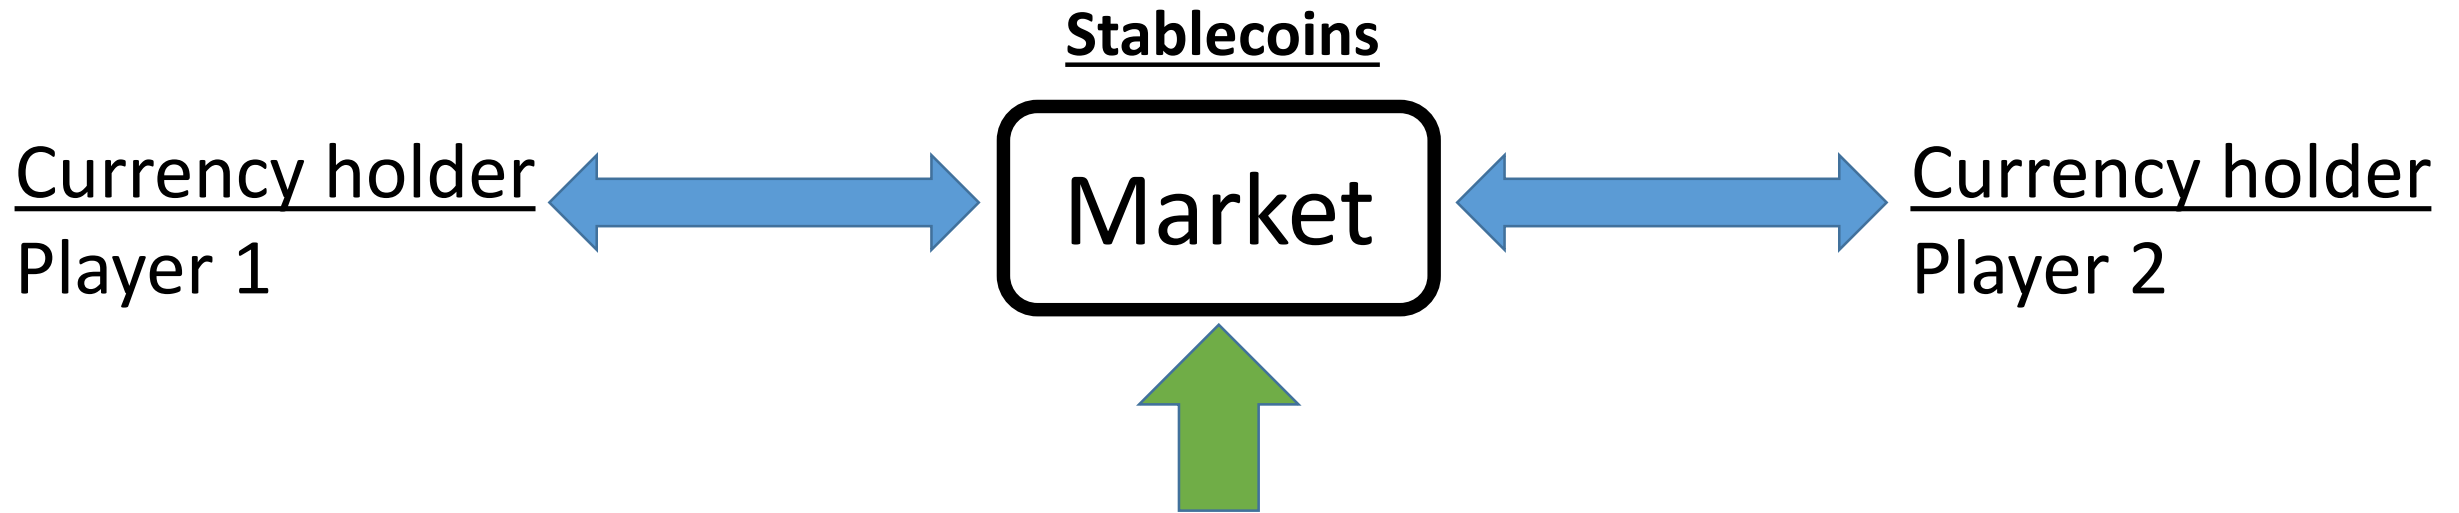 Stablecoins
Currency holder
Player 1
Market
Currency holder
Player 2